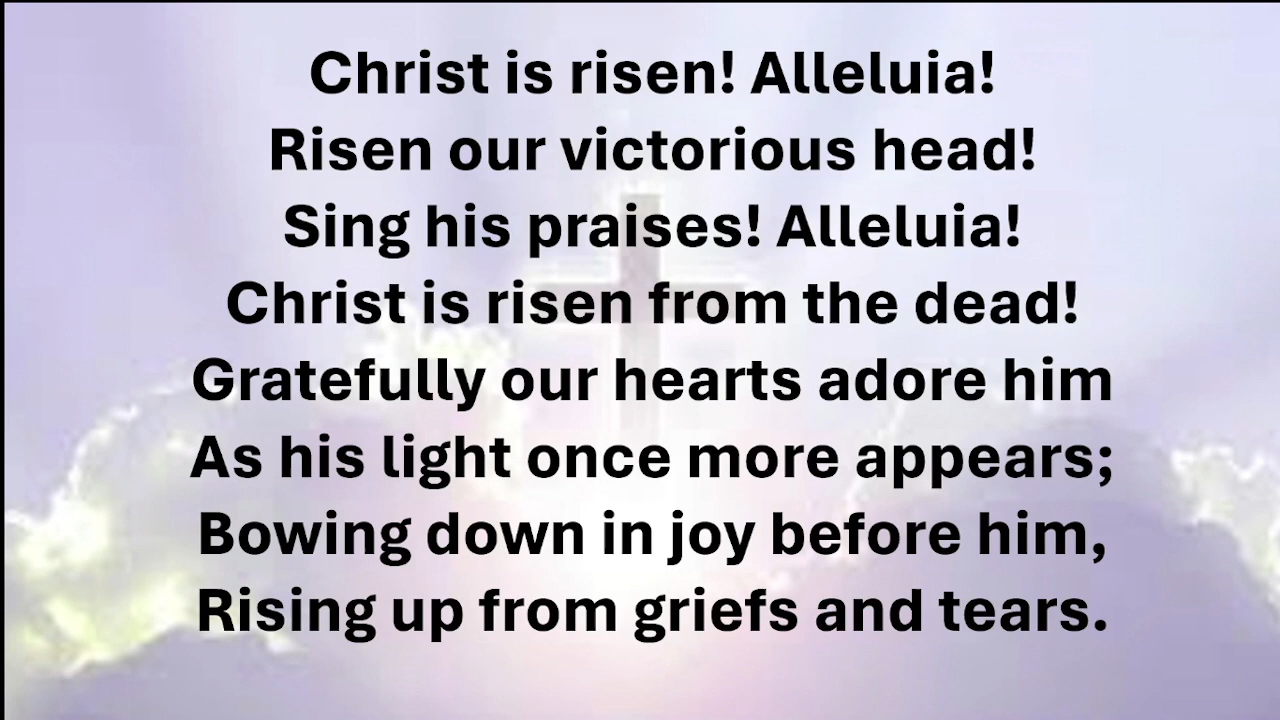 Christ is risen! Alleluia!
Risen our victorious head!
Sing his praises! Alleluia!
Christ is risen from the dead!
Gratefully our hearts adore him
As his light once more appears;
Bowing down in joy before him,
Rising up from griefs and tears.